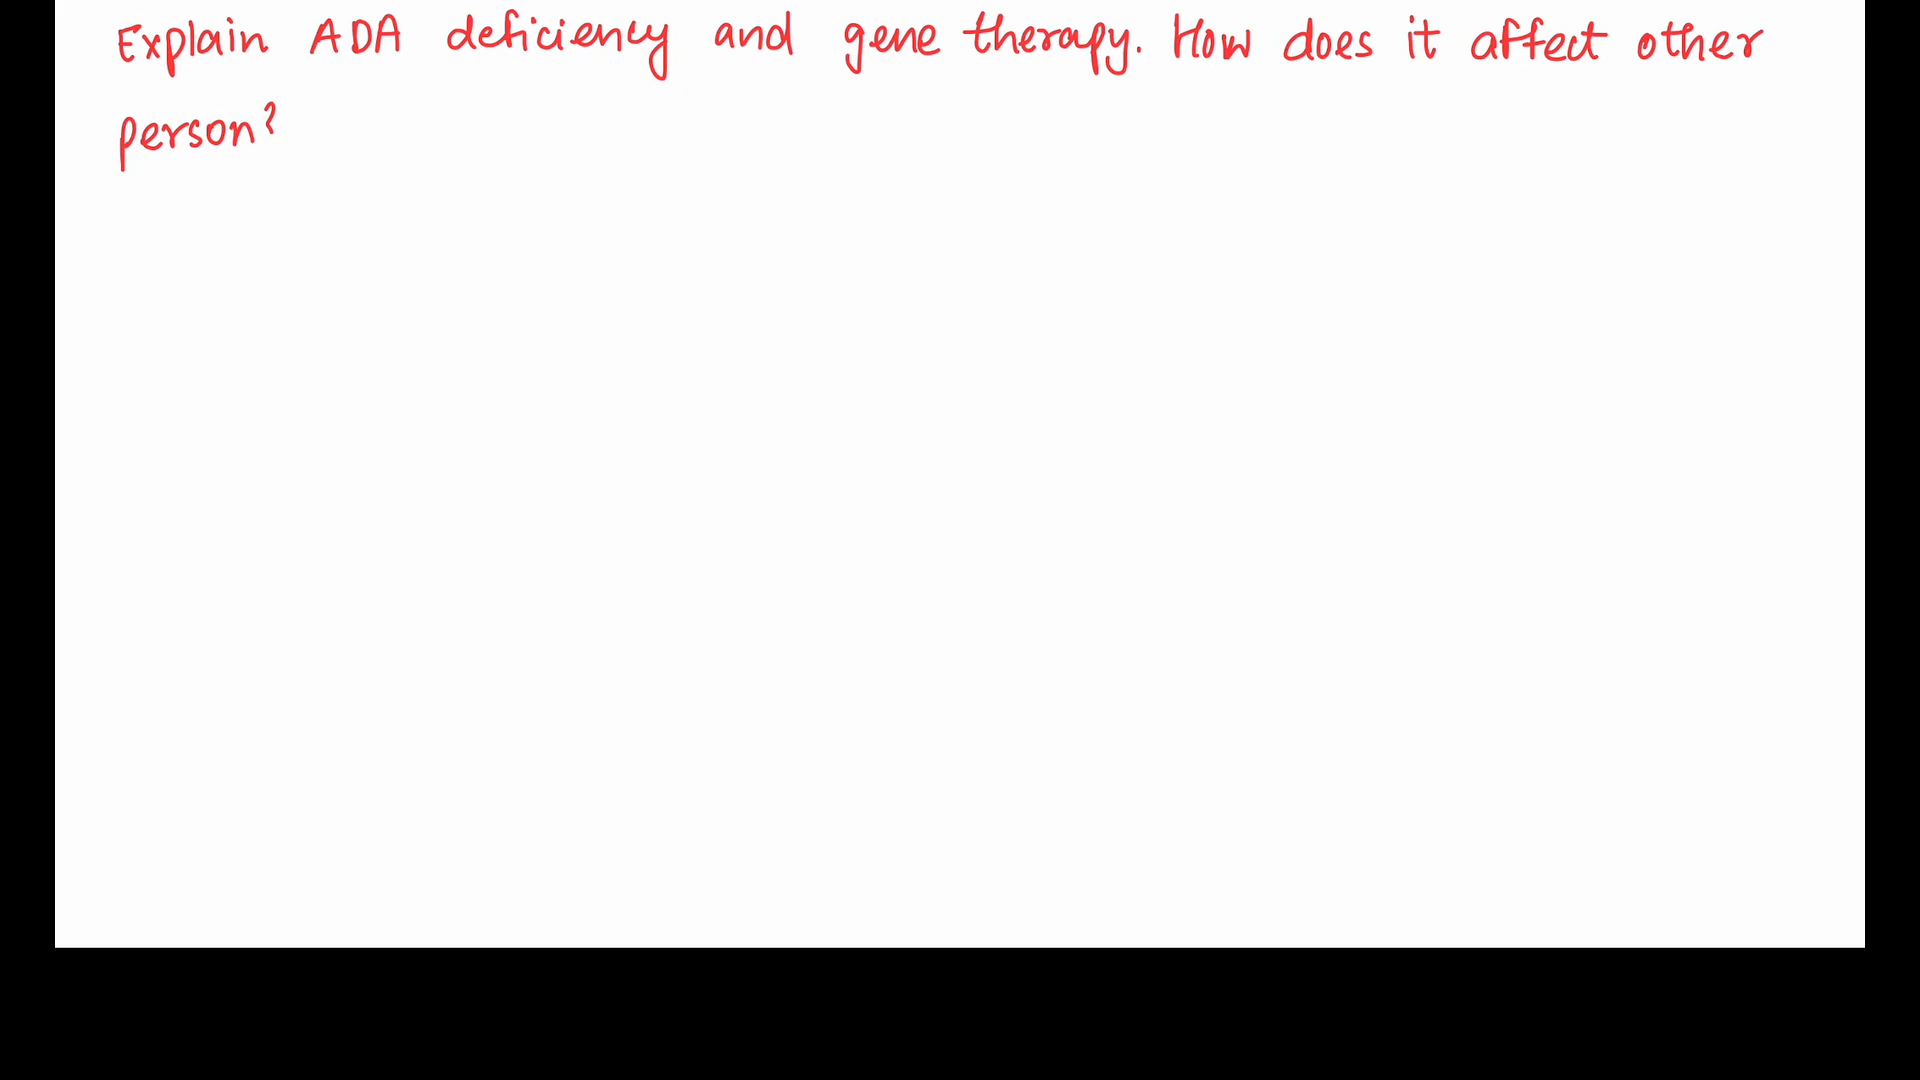 Explain ADA deficiency and gene therapy. How does it affect other
person?